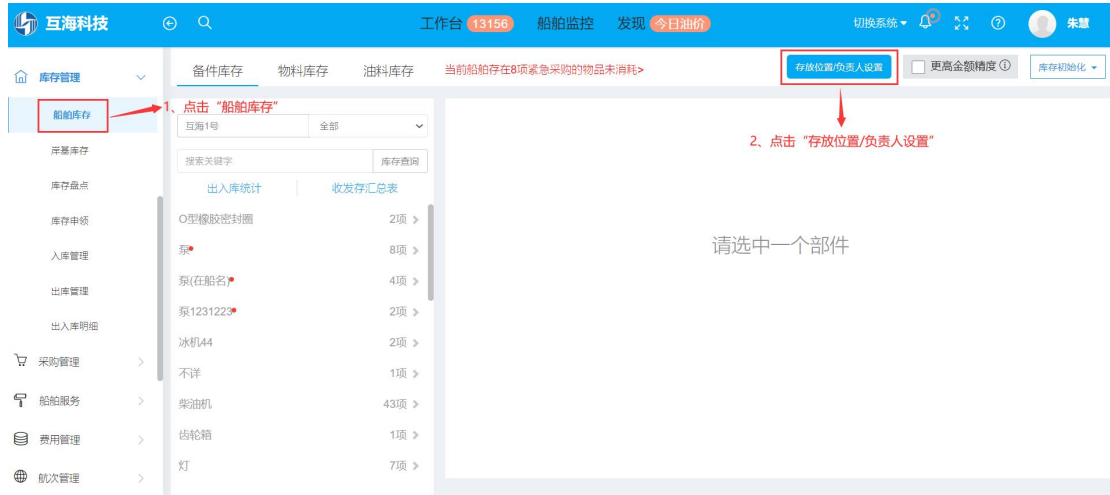 互海科技
工作台 13156 船舶监控 发现 今日油价
切换系统
朱慧
库存管理
船舶库存
岸基库存
库存盘点
库存申领
入库管理
出库管理
出入库明细
采购管理
船舶服务
费用管理
航次管理
备件库存 物料库存 油料库存
当前船舶存在8项紧急采购的物品未消耗>
存放位置/负责人设置
更高金额精度
库存初始化
1、点击“船舶库存”
2、点击“存放位置/负责人设置”
互海1号 全部
搜索关键字 库存查询
出入库统计 收发存汇总表
O型橡胶密封圈 2项
泵 8项
泵(在船名) 4项
泵1231223 2项
冰机44 2项
不详 1项
柴油机 43项
齿轮箱 1项
灯 7项
请选中一个部件